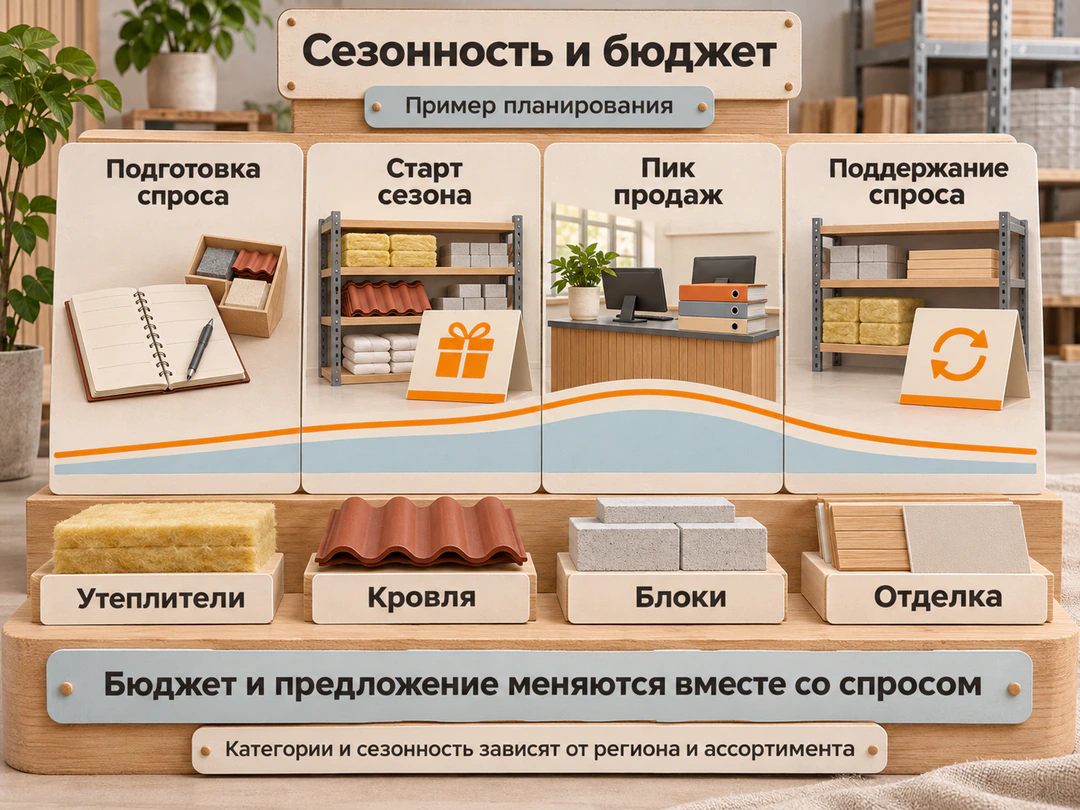 Сезонность и бюджет
Пример планирования
Подготовка
спроса
Старт
сезона
Пик
продаж
Поддержание
спроса
Утеплители
Кровля
Блоки
Отделка
Бюджет и предложение меняются вместе со спросом
Категории и сезонность зависят от региона и ассортимента